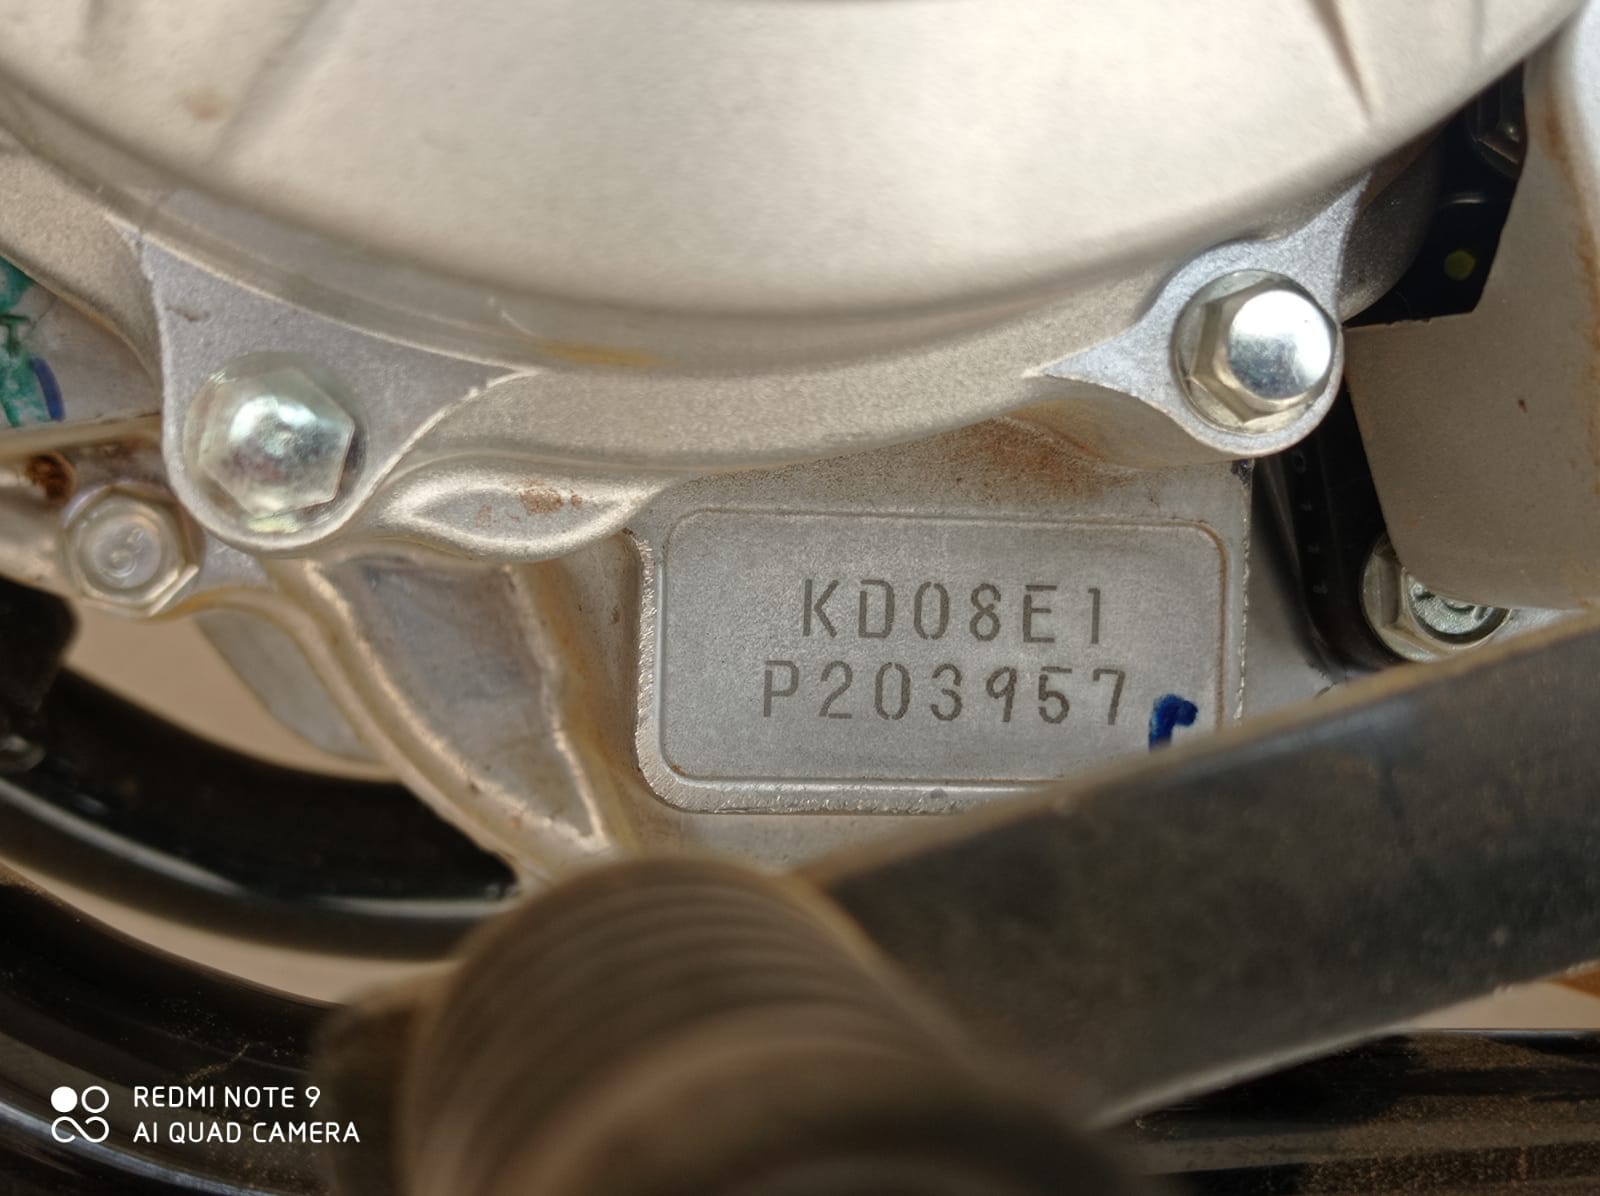 KD08E1
P203957
REDMI NOTE 9
AI QUAD CAMERA